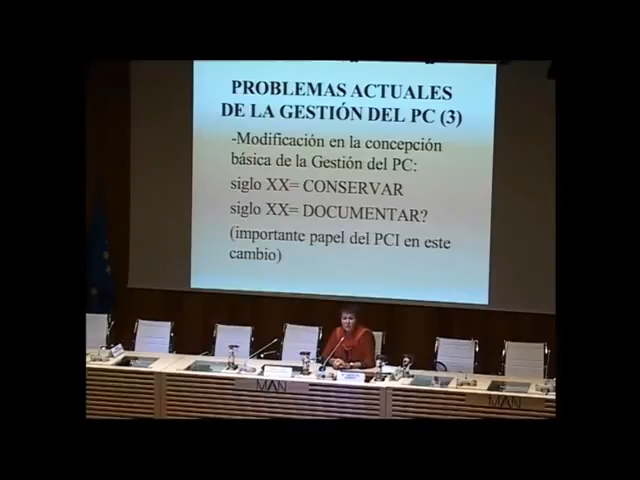 PROBLEMAS ACTUALES
DE LA GESTIÓN DEL PC (3)
-Modificación en la concepción
básica de la Gestión del PC:
siglo XX= CONSERVAR
siglo XX= DOCUMENTAR?
(importante papel del PCI en este
cambio)
MAN
MAN